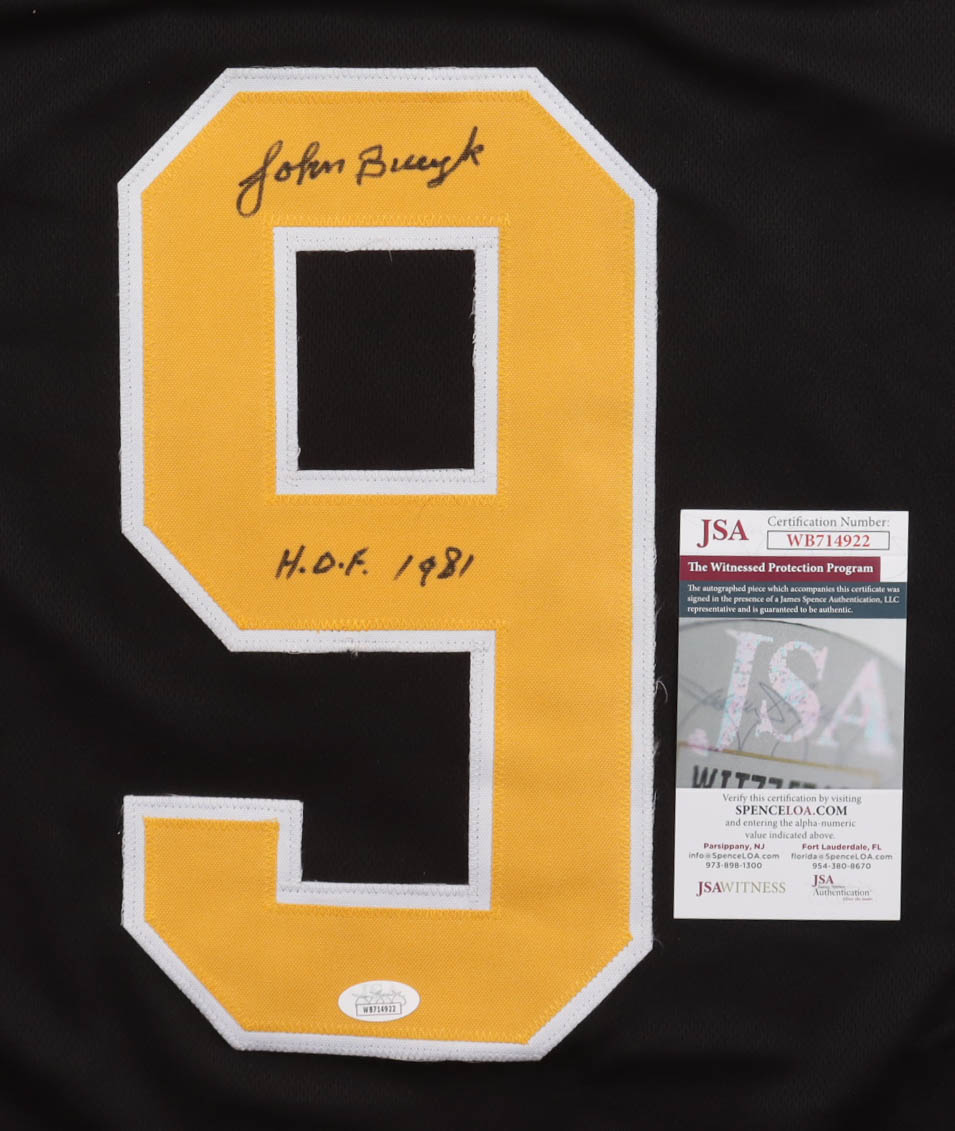 9
John Bucyk
H.O.F. 1981
WB714922
JSA
Certification Number:
WB714922
The Witnessed Protection Program
The autographed piece which accompanies this certificate was
signed in the presence of a James Spence Authentication, LLC
representative and is guaranteed to be authentic.
JSA
Verify this certification by visiting
SPENCELOA.COM
and entering the alpha-numeric
value indicated above.
Parsippany, NJ
info@SpenceLOA.com
973-898-1300
Fort Lauderdale, FL
florida@SpenceLOA.com
954-380-8670
JSAWITNESS
JSA
Authentication